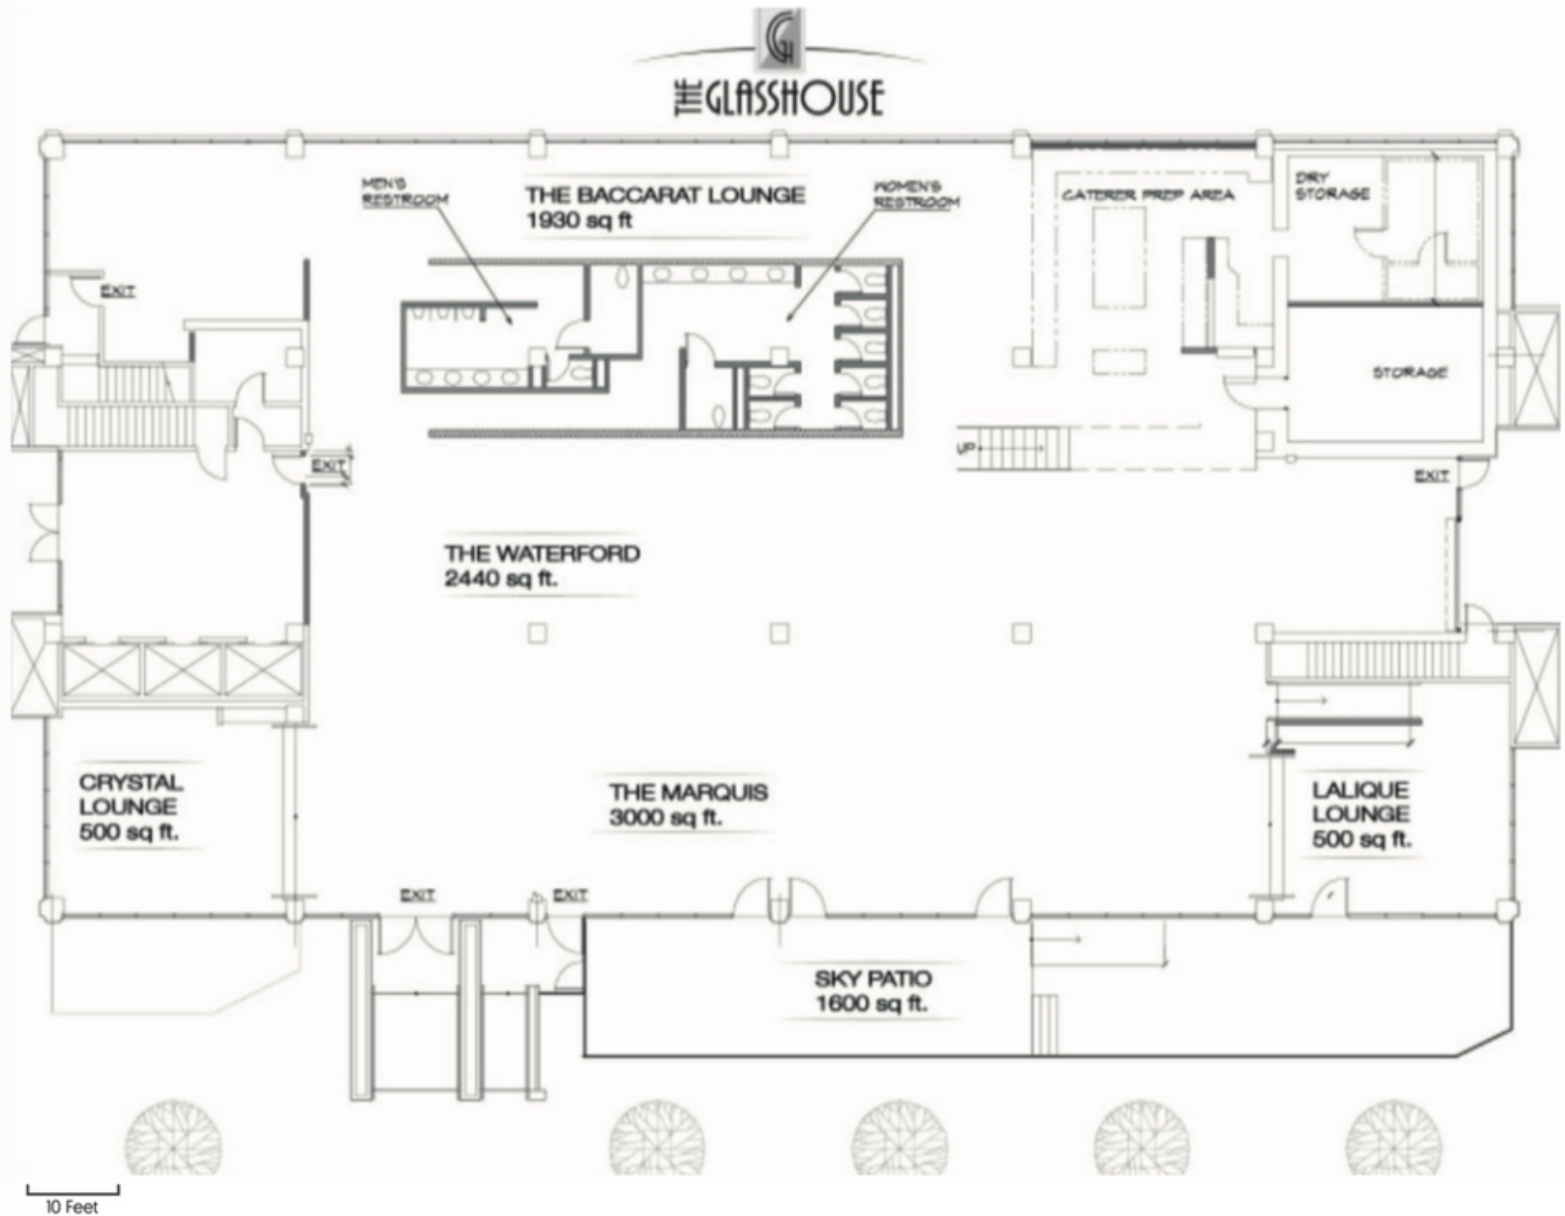 GH
THE GLASSHOUSE
MEN'S
RESTROOM
THE BACCARAT LOUNGE
1930 sq ft
WOMEN'S
RESTROOM
CATERER PREP AREA
DRY
STORAGE
EXIT
STORAGE
UP
EXIT
EXIT
THE WATERFORD
2440 sq ft.
CRYSTAL
LOUNGE
500 sq ft.
THE MARQUIS
3000 sq ft.
LALIQUE
LOUNGE
500 sq ft.
EXIT
EXIT
SKY PATIO
1600 sq ft.
10 Feet